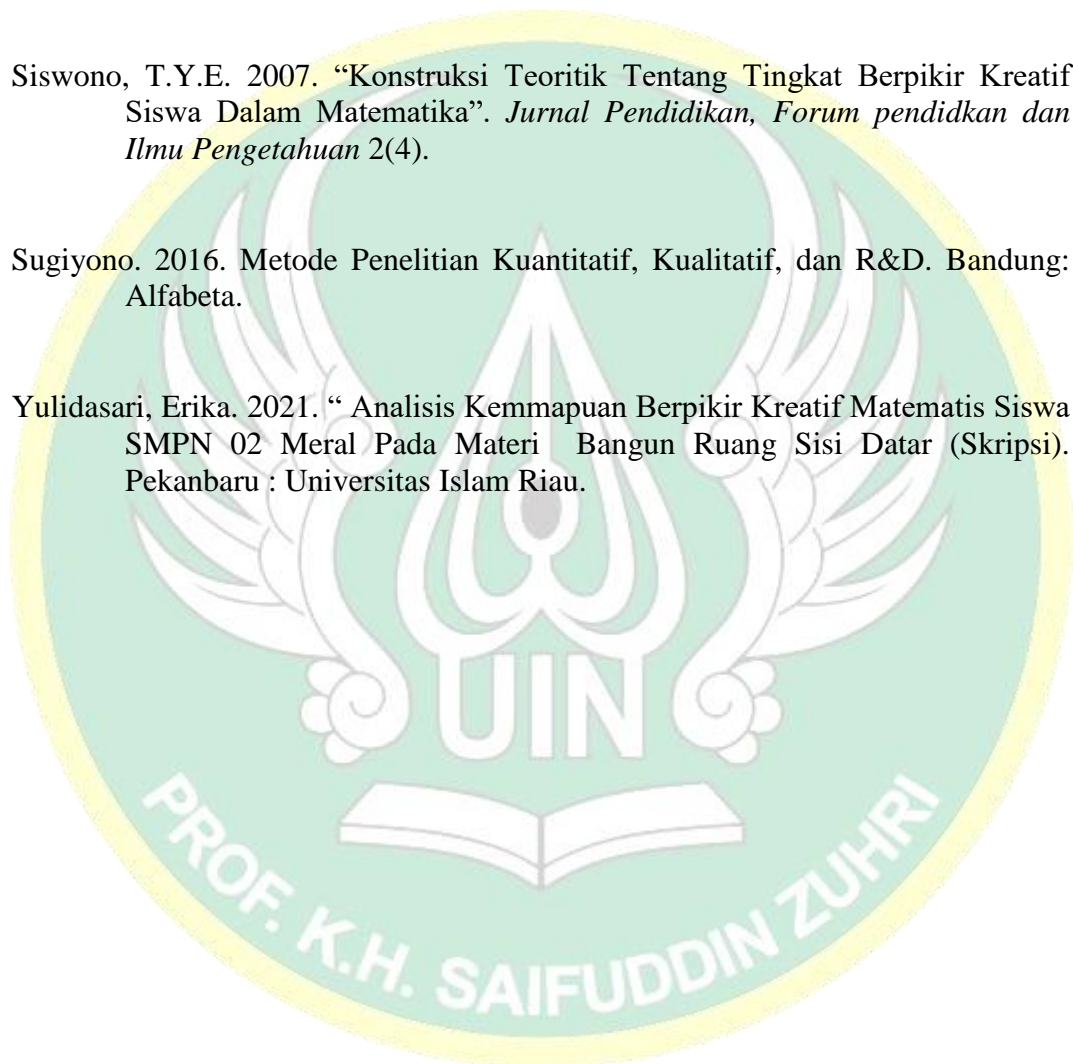 Siswono, T.Y.E. 2007. “Konstruksi Teoritik Tentang Tingkat Berpikir Kreatif
Siswa Dalam Matematika”. Jurnal Pendidikan, Forum pendidkan dan
Ilmu Pengetahuan 2(4).
Sugiyono. 2016. Metode Penelitian Kuantitatif, Kualitatif, dan R&D. Bandung:
Alfabeta.
Yulidasari, Erika. 2021. “ Analisis Kemmapuan Berpikir Kreatif Matematis Siswa
SMPN 02 Meral Pada Materi Bangun Ruang Sisi Datar (Skripsi).
Pekanbaru : Universitas Islam Riau.
UIN
PROF. K.H. SAIFUDDIN ZUHRI